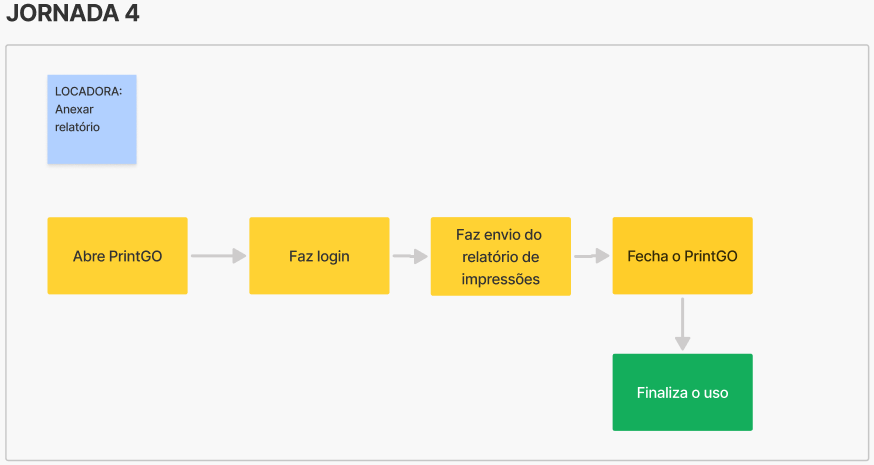 JORNADA 4
LOCADORA:
Anexar
relatório
Abre PrintGO
Faz login
Faz envio do
relatório de
impressões
Fecha o PrintGO
Finaliza o uso